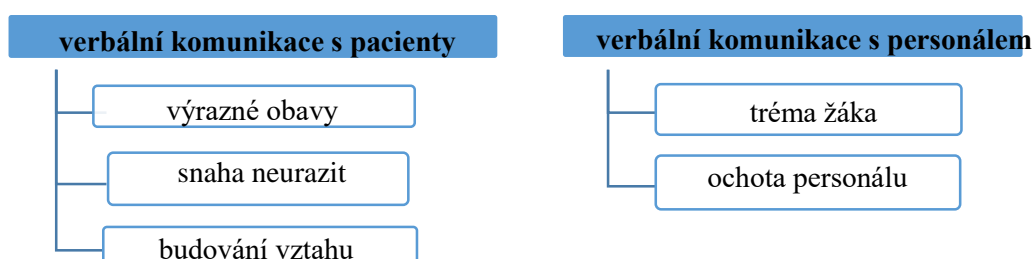 verbální komunikace s pacienty
výrazné obavy
snaha neurazit
budování vztahu
verbální komunikace s personálem
tréma žáka
ochota personálu